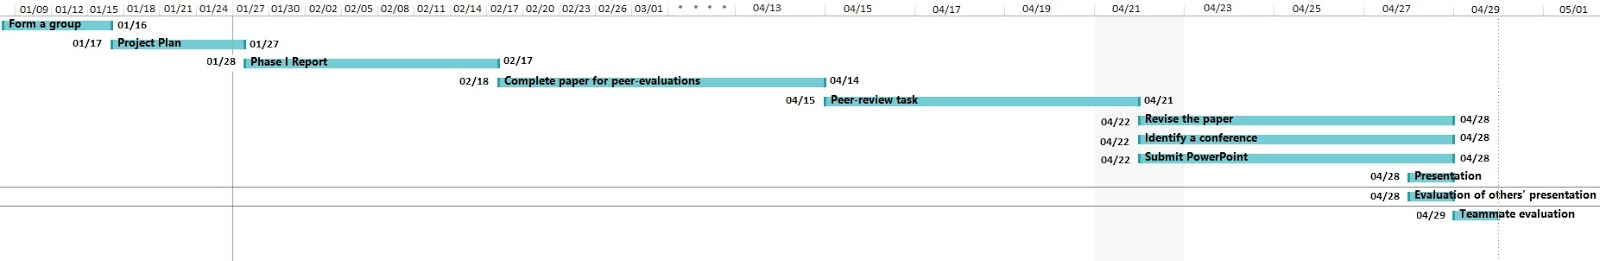 01/09 01/12 01/15 01/18 01/21 01/24 01/27 01/30 02/02 02/05 02/08 02/11 02/14 02/17 02/20 02/23 02/26 03/01 • • • • 04/13 04/15 04/17 04/19 04/21 04/23 04/25 04/27 04/29 05/01
Form a group 01/16
01/17 Project Plan 01/27
01/28 Phase I Report 02/17
02/18 Complete paper for peer-evaluations 04/14
04/15 Peer-review task 04/21
04/22 Revise the paper 04/28
04/22 Identify a conference 04/28
04/22 Submit PowerPoint 04/28
04/28 Presentation
04/28 Evaluation of others’ presentation
04/29 Teammate evaluation